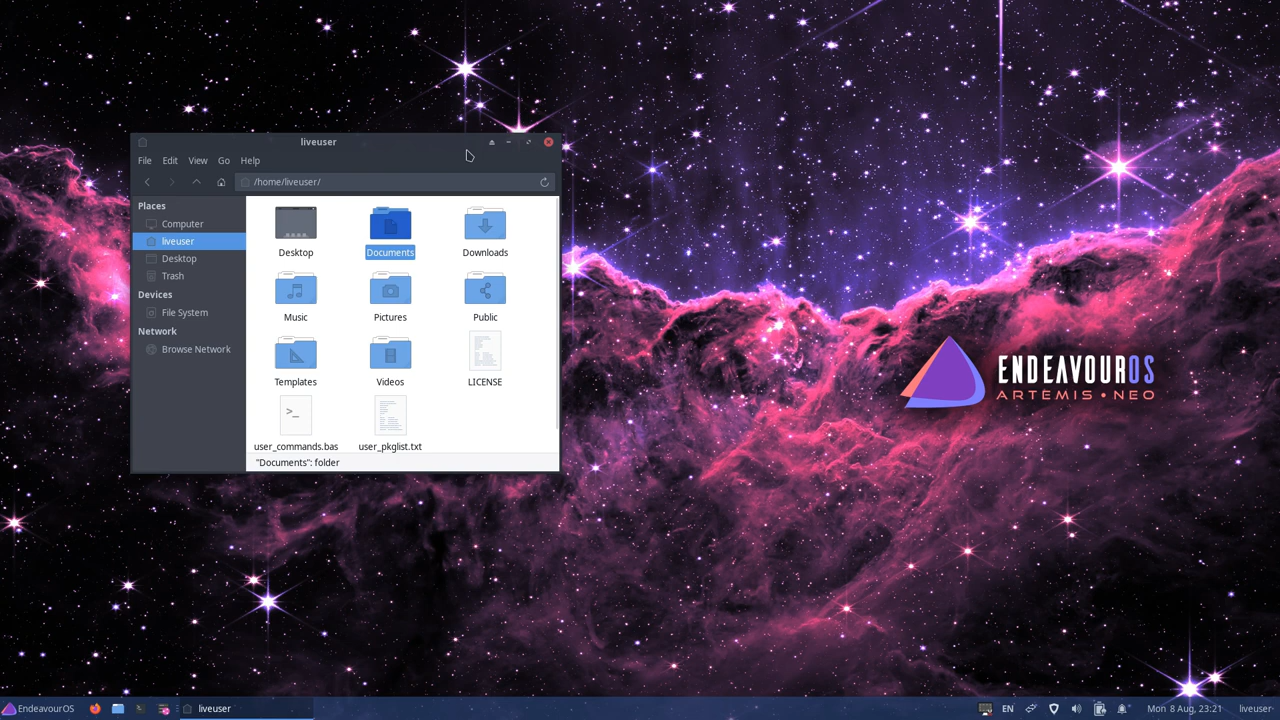 liveuser
File Edit View Go Help
/home/liveuser/
Places
Computer
liveuser
Desktop
Trash
Devices
File System
Network
Browse Network
Desktop Documents Downloads
Music Pictures Public
Templates Videos LICENSE
>_
user_commands.bas user_pkglist.txt
"Documents": folder
ENDEAVOUROS
ARTEMIS • NEO
EndeavourOS liveuser EN Mon 8 Aug, 23:21 liveuser